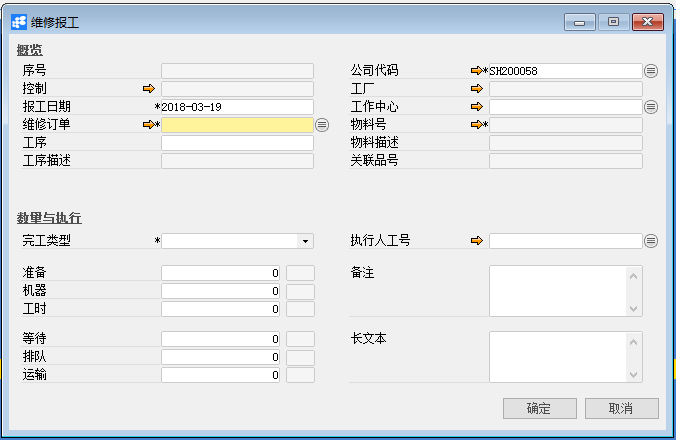 维修报工
概览
序号
公司代码 *SH200058
控制
工厂
报工日期 *2018-03-19
工作中心
维修订单 *
物料号 *
工序
物料描述
工序描述
关联品号
数量与执行
完工类型 *
执行人工号
准备 0
备注
机器 0
工时 0
等待 0
长文本
排队 0
运输 0
确定 取消